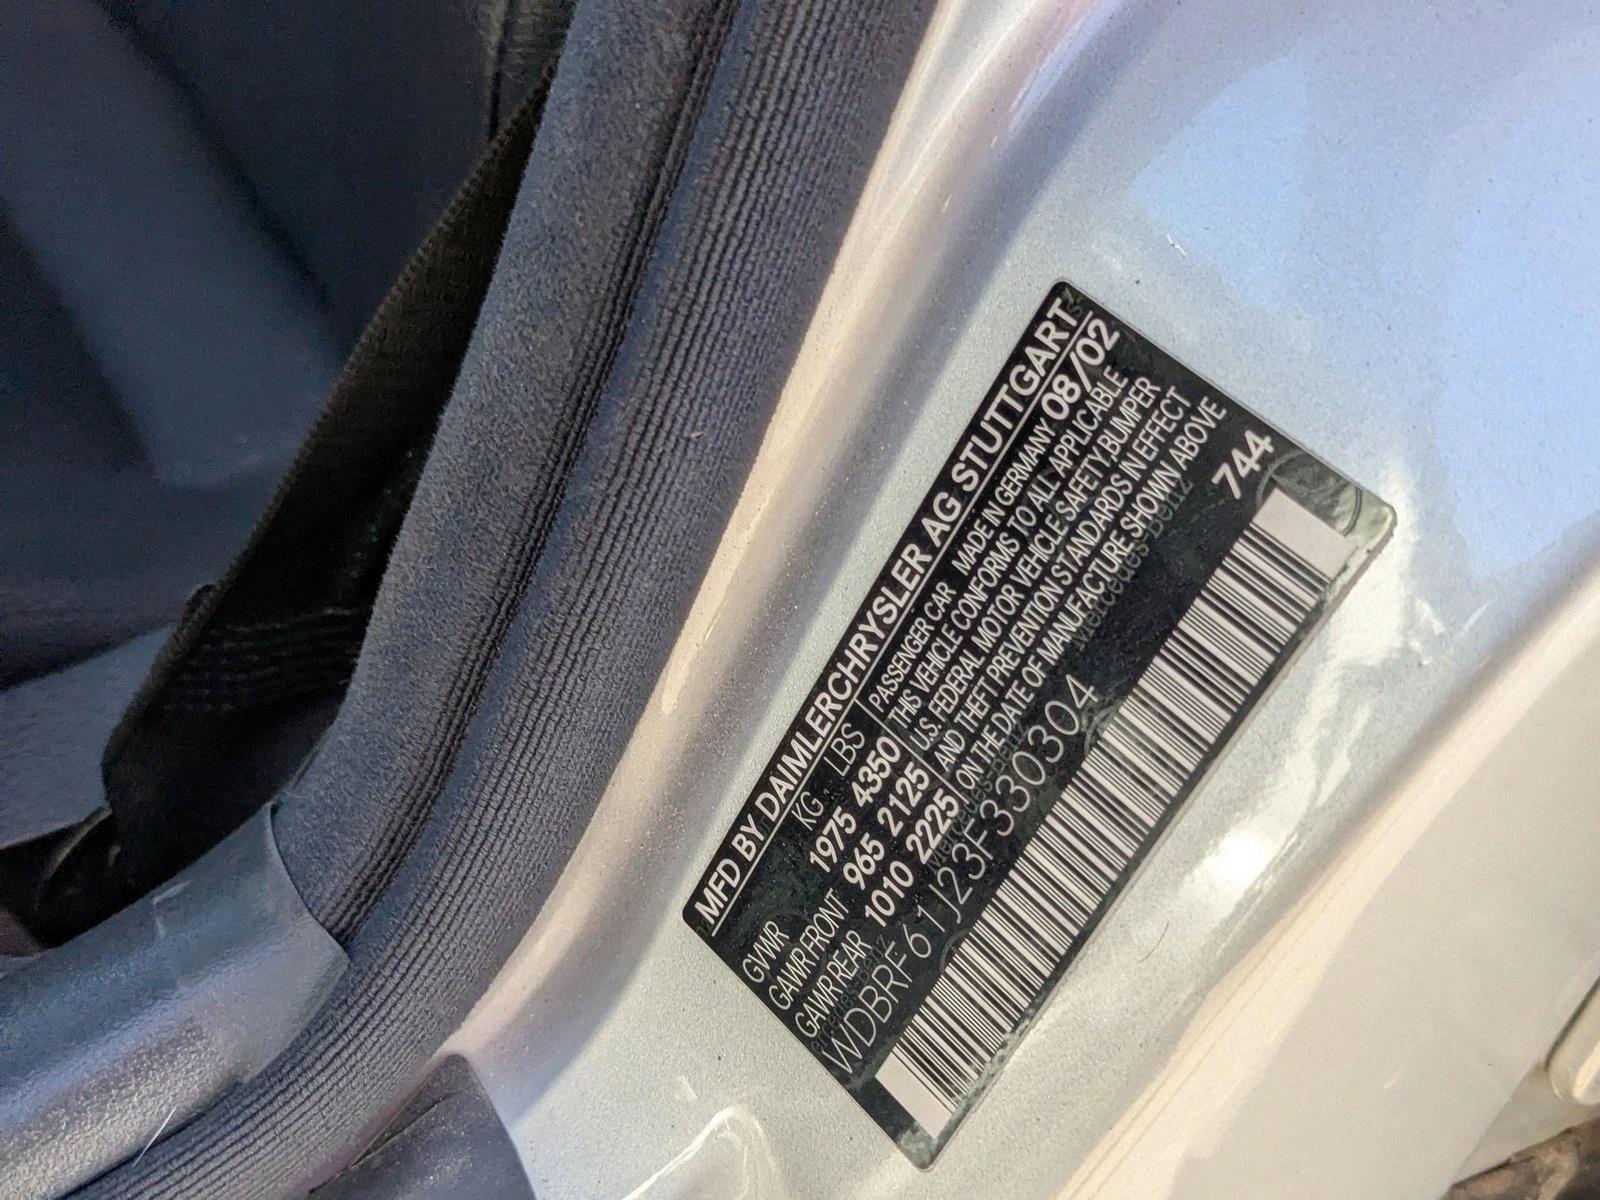 MFD BY DAIMLERCHRYSLER AG STUTTGART
KG LBS
GVWR 1975 4350
GAWR FRONT 965 2125
GAWR REAR 1010 2225
PASSENGER CAR MADE IN GERMANY 08/02
THIS VEHICLE CONFORMS TO ALL APPLICABLE
U.S. FEDERAL MOTOR VEHICLE SAFETY, BUMPER
AND THEFT PREVENTION STANDARDS IN EFFECT
ON THE DATE OF MANUFACTURE SHOWN ABOVE
WDBRF61J23F330304
744